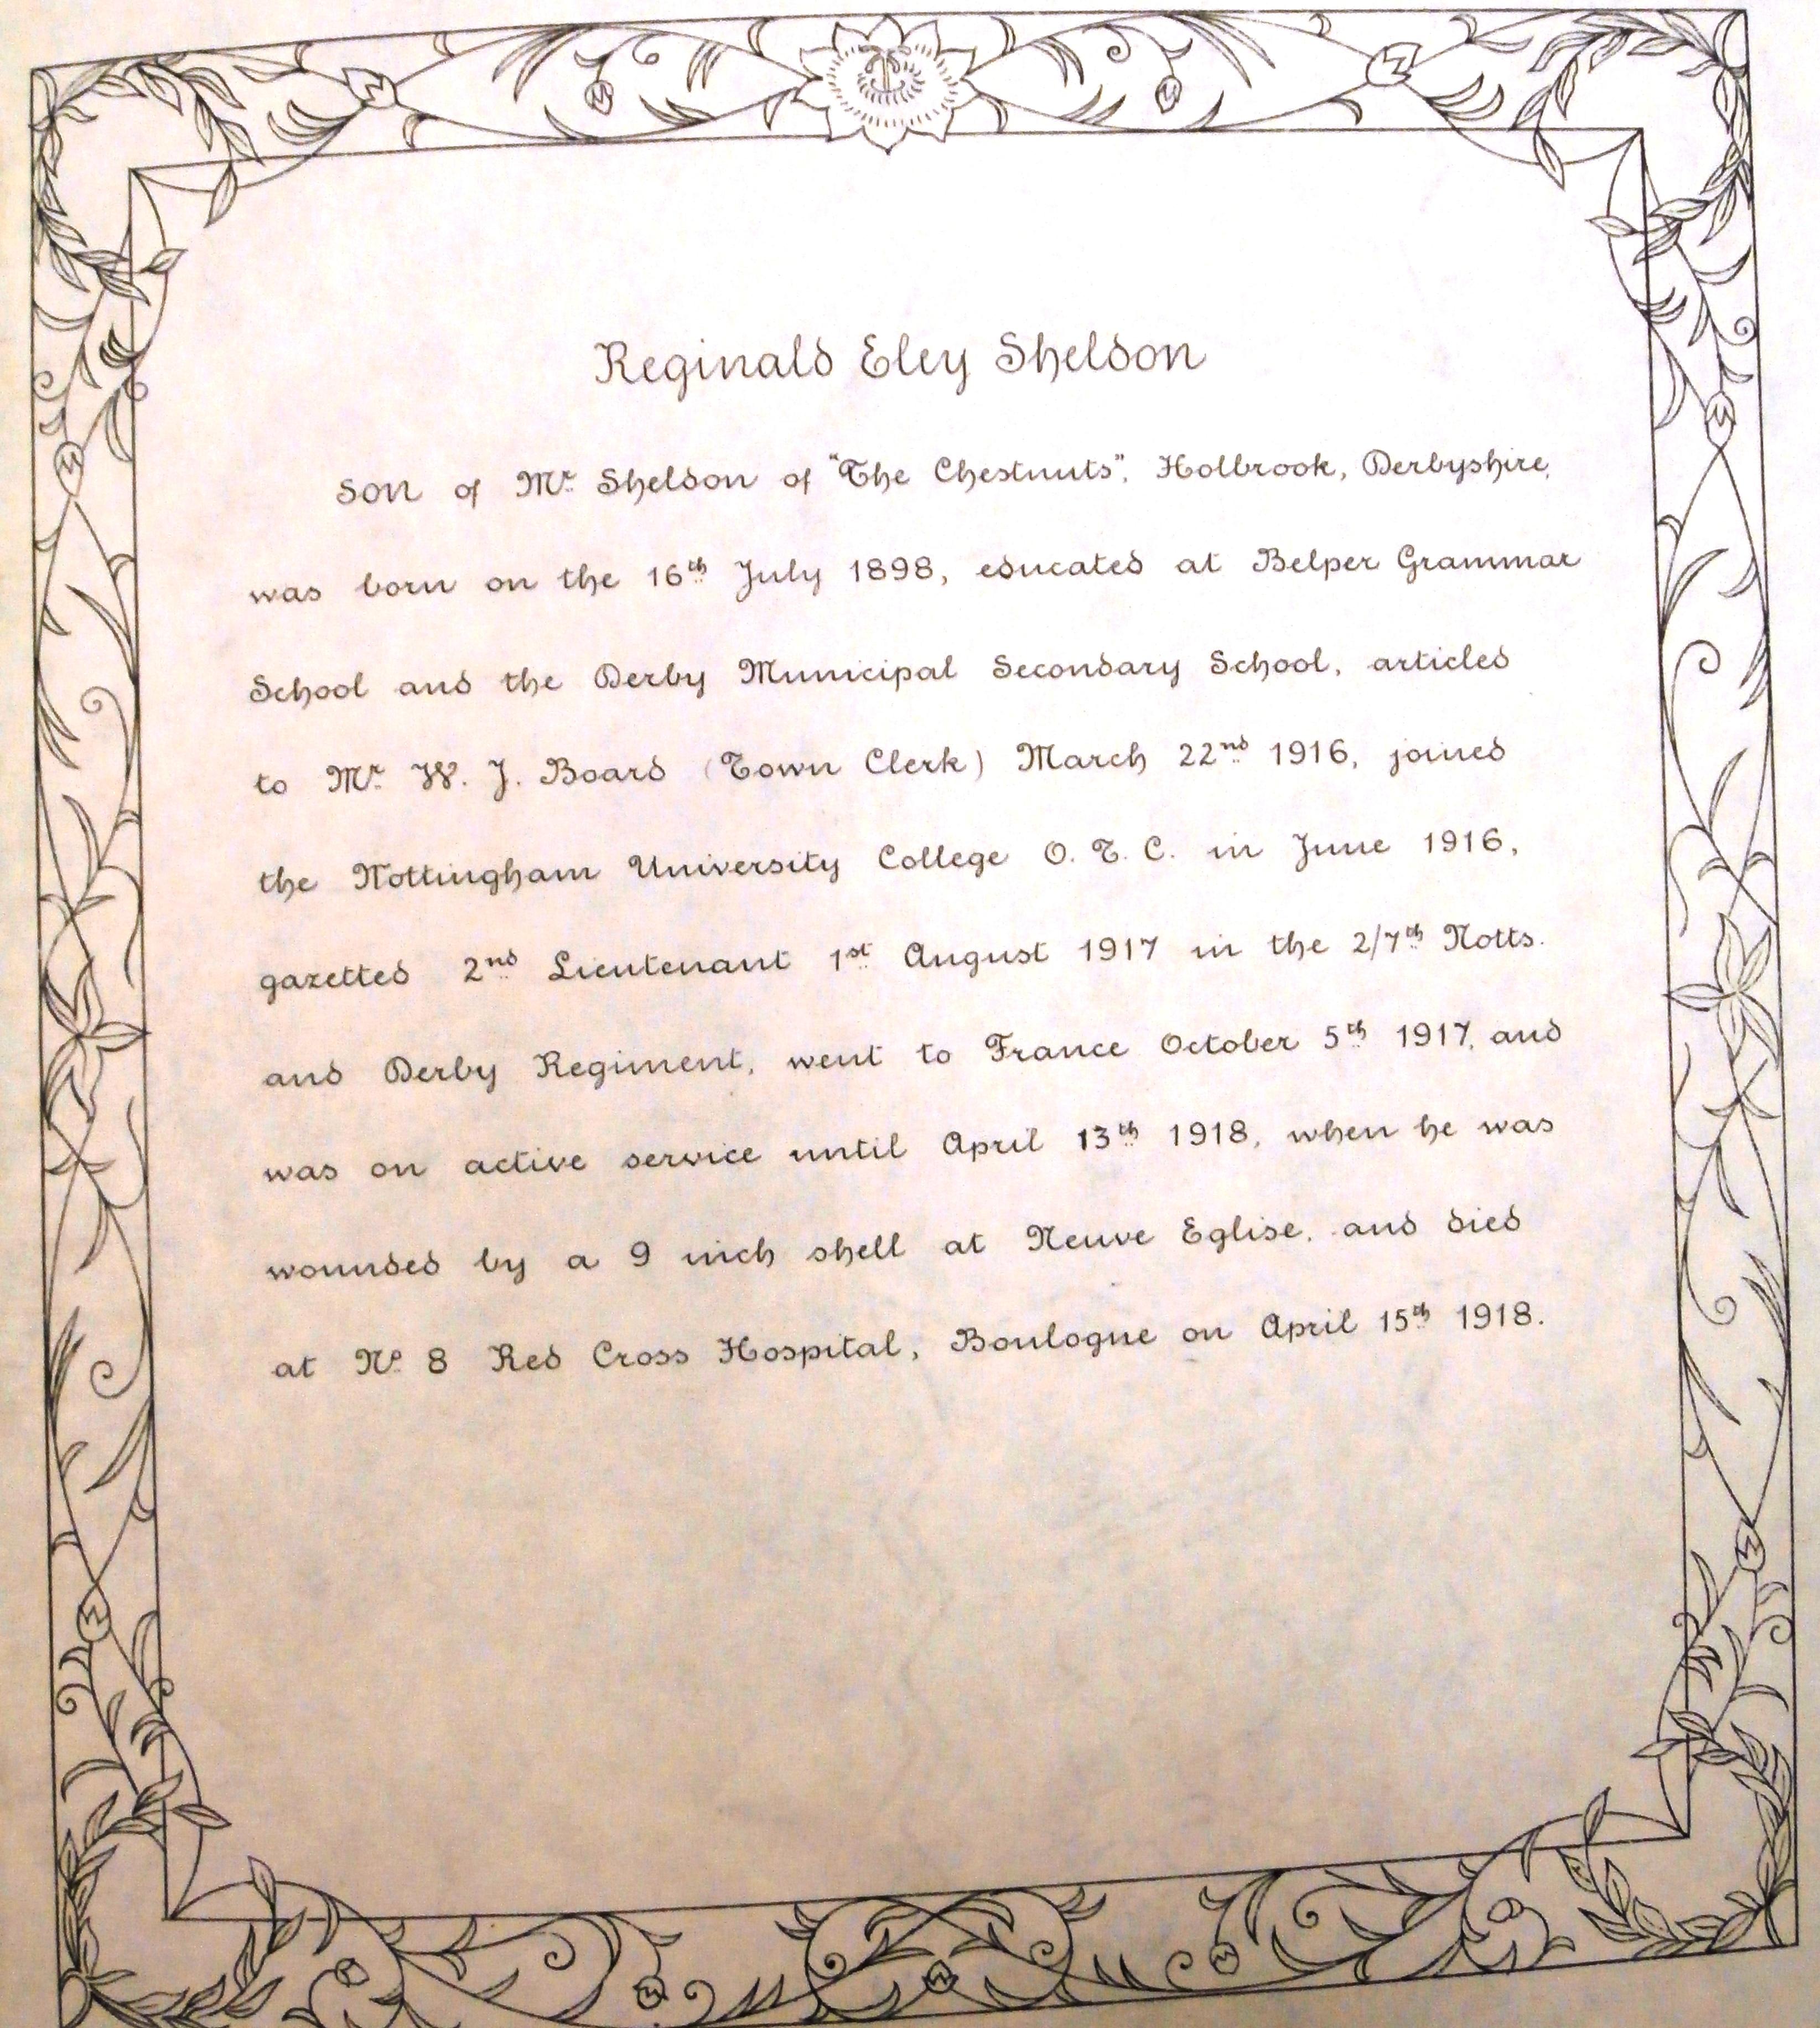 Reginald Eley Sheldon
Son of Mr. Sheldon of "The Chestnuts", Holbrook, Derbyshire,
was born on the 16th July 1898, educated at Belper Grammar
School and the Derby Municipal Secondary School, articled
to Mr. W. J. Board (Town Clerk) March 22nd 1916, joined
the Nottingham University College O. T. C. in June 1916,
gazetted 2nd Lieutenant 1st August 1917 in the 2/7th Notts.
and Derby Regiment, went to France October 5th 1917, and
was on active service until April 13th 1918, when he was
wounded by a 9 inch shell at Neuve Eglise, and died
at No. 8 Red Cross Hospital, Boulogne on April 15th 1918.